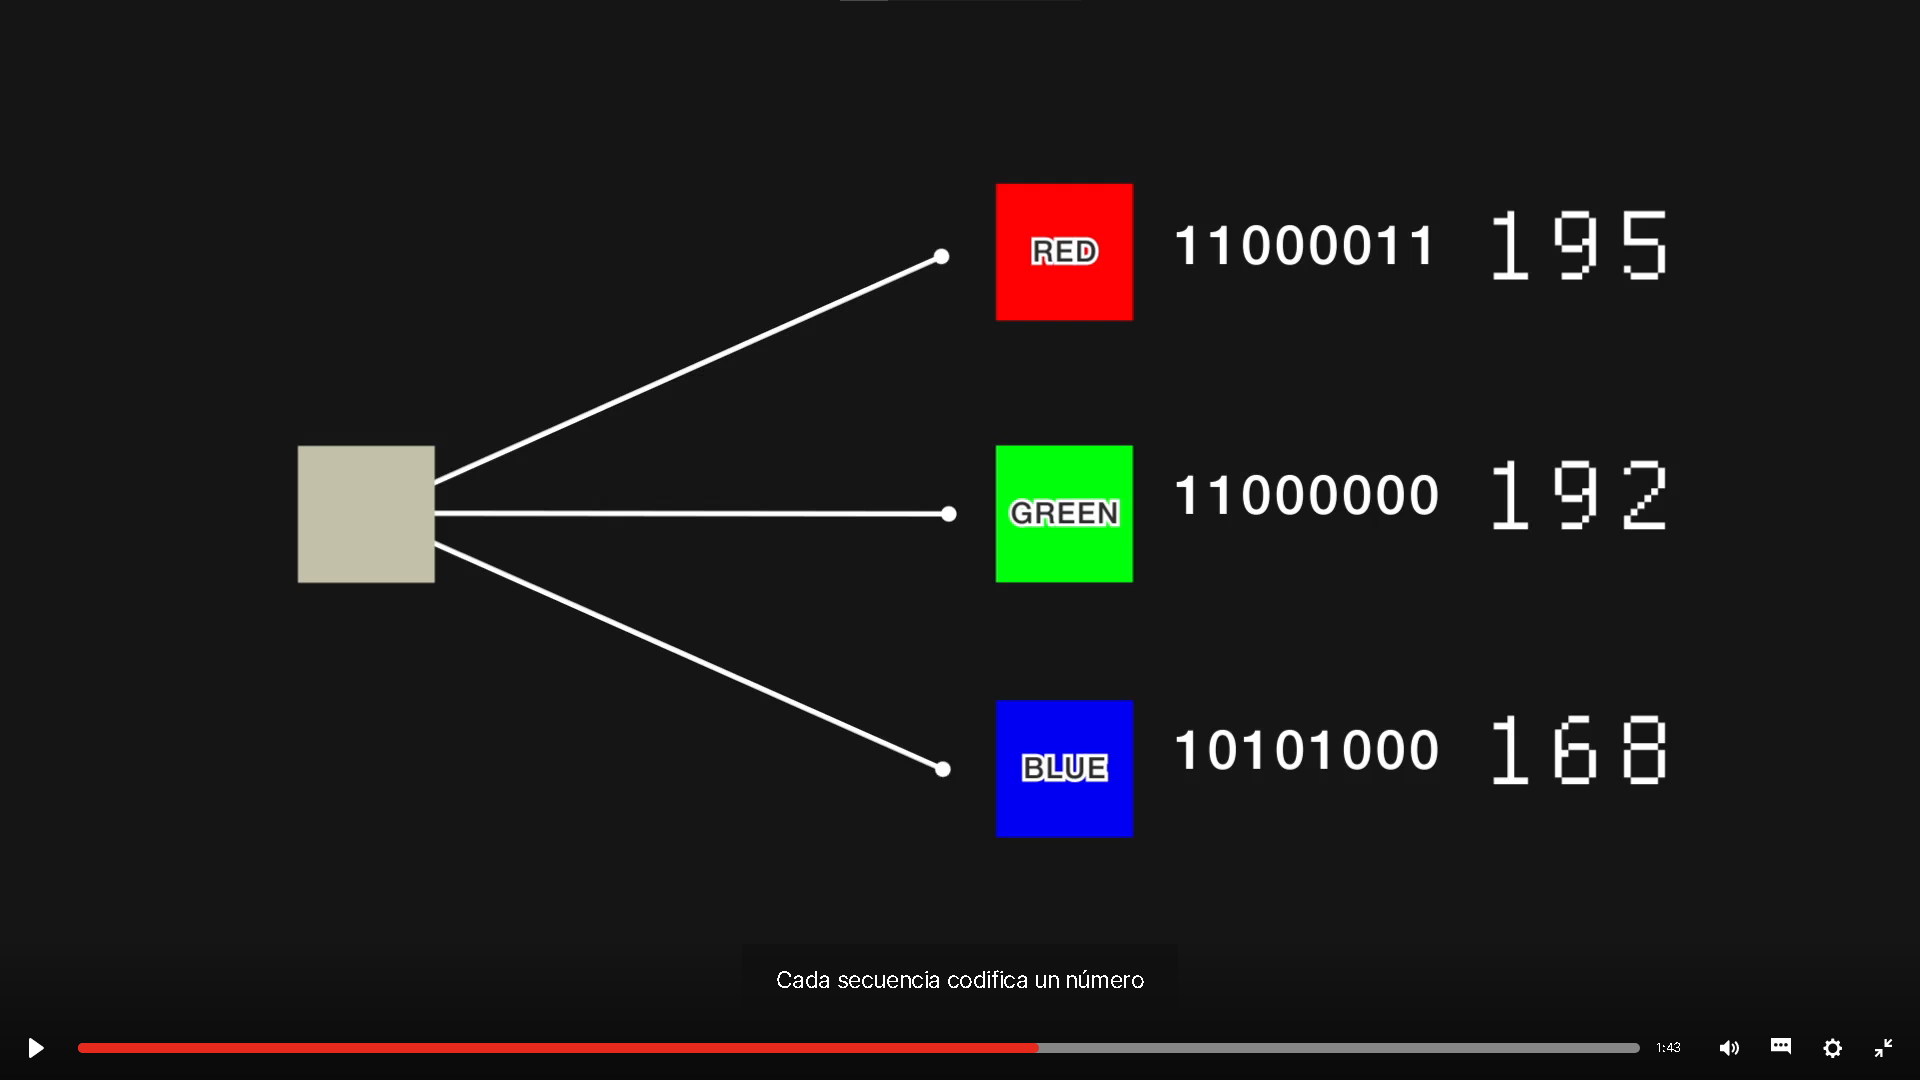 RED 11000011 195
GREEN 11000000 192
BLUE 10101000 168
Cada secuencia codifica un número
1:43